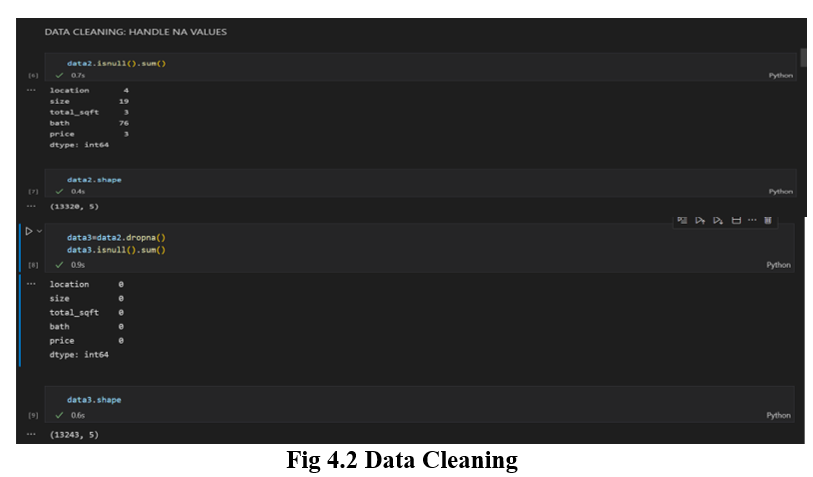 DATA CLEANING: HANDLE NA VALUES
data2.isnull().sum()
[6] ✓ 0.7s Python
... location 4
size 19
total_sqft 3
bath 76
price 3
dtype: int64
data2.shape
[7] ✓ 0.4s Python
... (13320, 5)
data3=data2.dropna()
data3.isnull().sum()
[8] ✓ 0.9s Python
... location 0
size 0
total_sqft 0
bath 0
price 0
dtype: int64
data3.shape
[9] ✓ 0.6s Python
... (13243, 5)
Fig 4.2 Data Cleaning